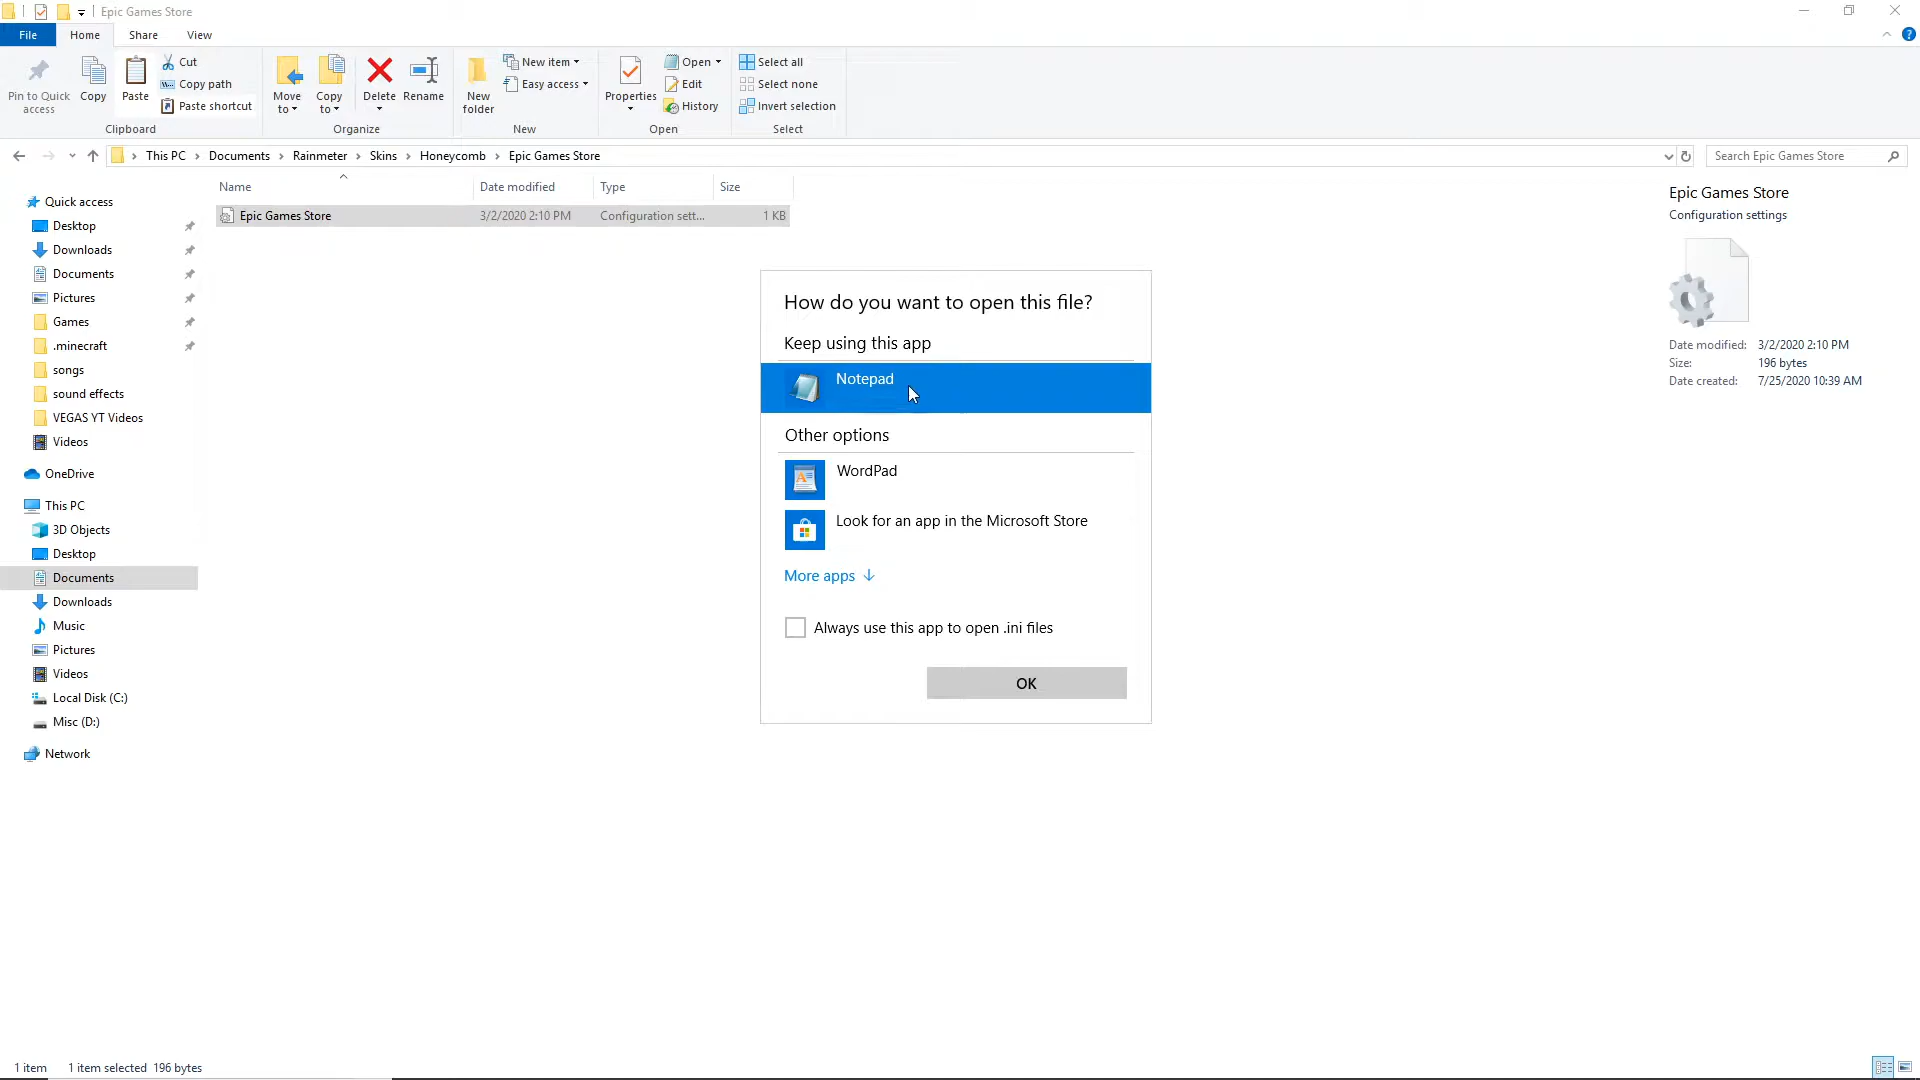 Epic Games Store
File
Home
Share
View
Pin to Quick access
Copy
Paste
Cut
Copy path
Paste shortcut
Clipboard
Move to
Copy to
Delete
Rename
Organize
New folder
New item
Easy access
New
Properties
Open
Edit
History
Open
Select all
Select none
Invert selection
Select
This PC > Documents > Rainmeter > Skins > Honeycomb > Epic Games Store
Search Epic Games Store
Name Date modified Type Size
Epic Games Store 3/2/2020 2:10 PM Configuration sett... 1 KB
Quick access
Desktop
Downloads
Documents
Pictures
Games
.minecraft
songs
sound effects
VEGAS YT Videos
Videos
OneDrive
This PC
3D Objects
Desktop
Documents
Downloads
Music
Pictures
Videos
Local Disk (C:)
Misc (D:)
Network
How do you want to open this file?
Keep using this app
Notepad
Other options
WordPad
Look for an app in the Microsoft Store
More apps
Always use this app to open .ini files
OK
Epic Games Store
Configuration settings
Date modified: 3/2/2020 2:10 PM
Size: 196 bytes
Date created: 7/25/2020 10:39 AM
1 item 1 item selected 196 bytes